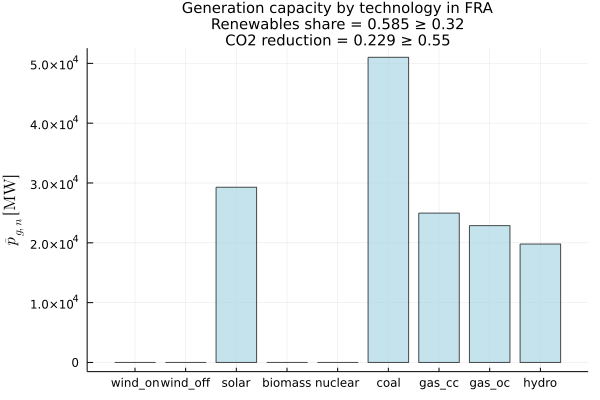 Generation capacity by technology in FRA
Renewables share = 0.585 ≥ 0.32
CO2 reduction = 0.229 ≥ 0.55
5.0×10⁴
4.0×10⁴
3.0×10⁴
2.0×10⁴
1.0×10⁴
0
p̄_{g,n} [MW]
wind_on wind_off solar biomass nuclear coal gas_cc gas_oc hydro